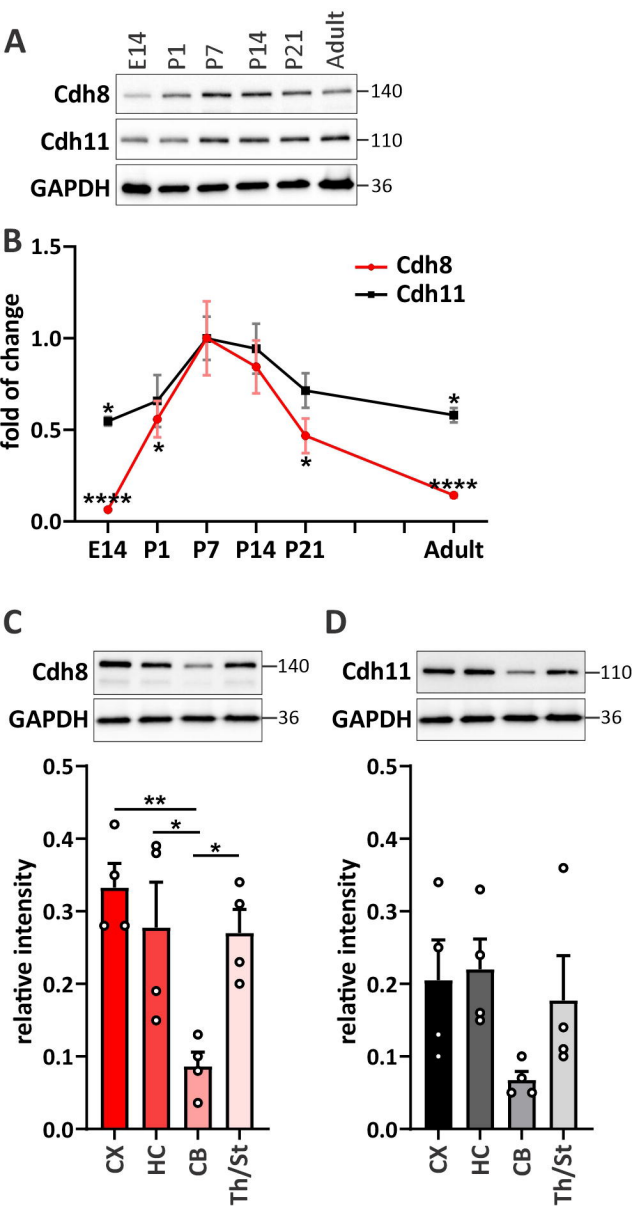 A
E14 P1 P7 P14 P21 Adult
Cdh8 140
Cdh11 110
GAPDH 36
B
fold of change
1.5
1.0
0.5
0.0
Cdh8
Cdh11
* * * *
**** ****
E14 P1 P7 P14 P21 Adult
C
Cdh8 140
GAPDH 36
relative intensity
0.5
0.4
0.3
0.2
0.1
0.0
**
*
*
CX HC CB Th/St
D
Cdh11 110
GAPDH 36
relative intensity
0.5
0.4
0.3
0.2
0.1
0.0
CX HC CB Th/St